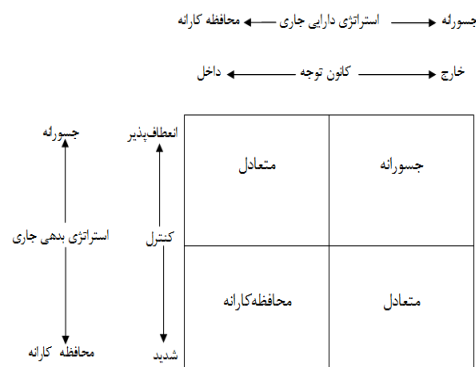 جسورانه استراتژی دارایی جاری محافظه کارانه
خارج کانون توجه داخل
جسورانه انعطاف‌پذیر
متعادل جسورانه
استراتژی بدهی جاری کنترل
محافظه‌کارانه متعادل
محافظه کارانه شدید